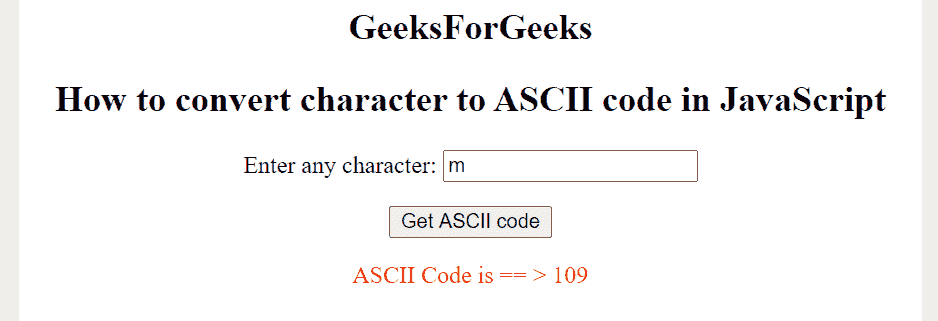 GeeksForGeeks
How to convert character to ASCII code in JavaScript
Enter any character: m
Get ASCII code
ASCII Code is == > 109